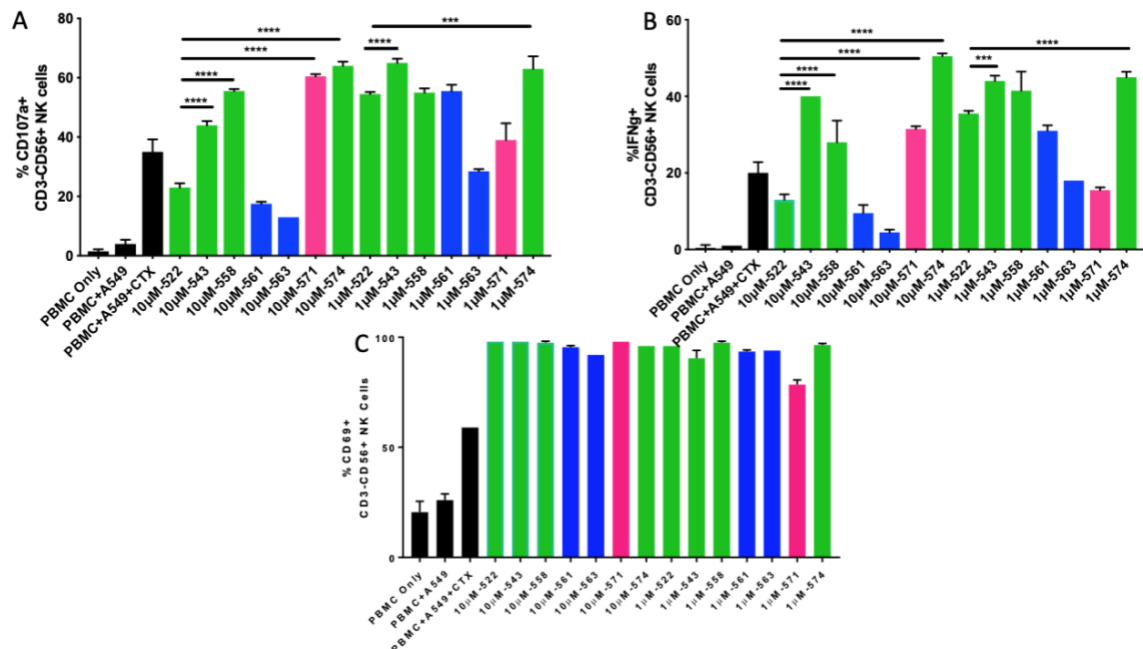 A
80
60
40
20
0
% CD107a+
CD3-CD56+ NK Cells
****
****
****
****
****
***
PBMC Only
PBMC+A549
PBMC+A549+CTX
10μM-522
10μM-543
10μM-558
10μM-561
10μM-563
10μM-571
10μM-574
1μM-522
1μM-543
1μM-558
1μM-561
1μM-563
1μM-571
1μM-574
B
60
40
20
0
%IFNg+
CD3-CD56+ NK Cells
****
****
****
****
***
****
PBMC Only
PBMC+A549
PBMC+A549+CTX
10μM-522
10μM-543
10μM-558
10μM-561
10μM-563
10μM-571
10μM-574
1μM-522
1μM-543
1μM-558
1μM-561
1μM-563
1μM-571
1μM-574
C
100
50
0
% CD69+
CD3-CD56+ NK Cells
PBMC Only
PBMC+A549
PBMC+A549+CTX
10μM-522
10μM-543
10μM-558
10μM-561
10μM-563
10μM-571
10μM-574
1μM-522
1μM-543
1μM-558
1μM-561
1μM-563
1μM-571
1μM-574